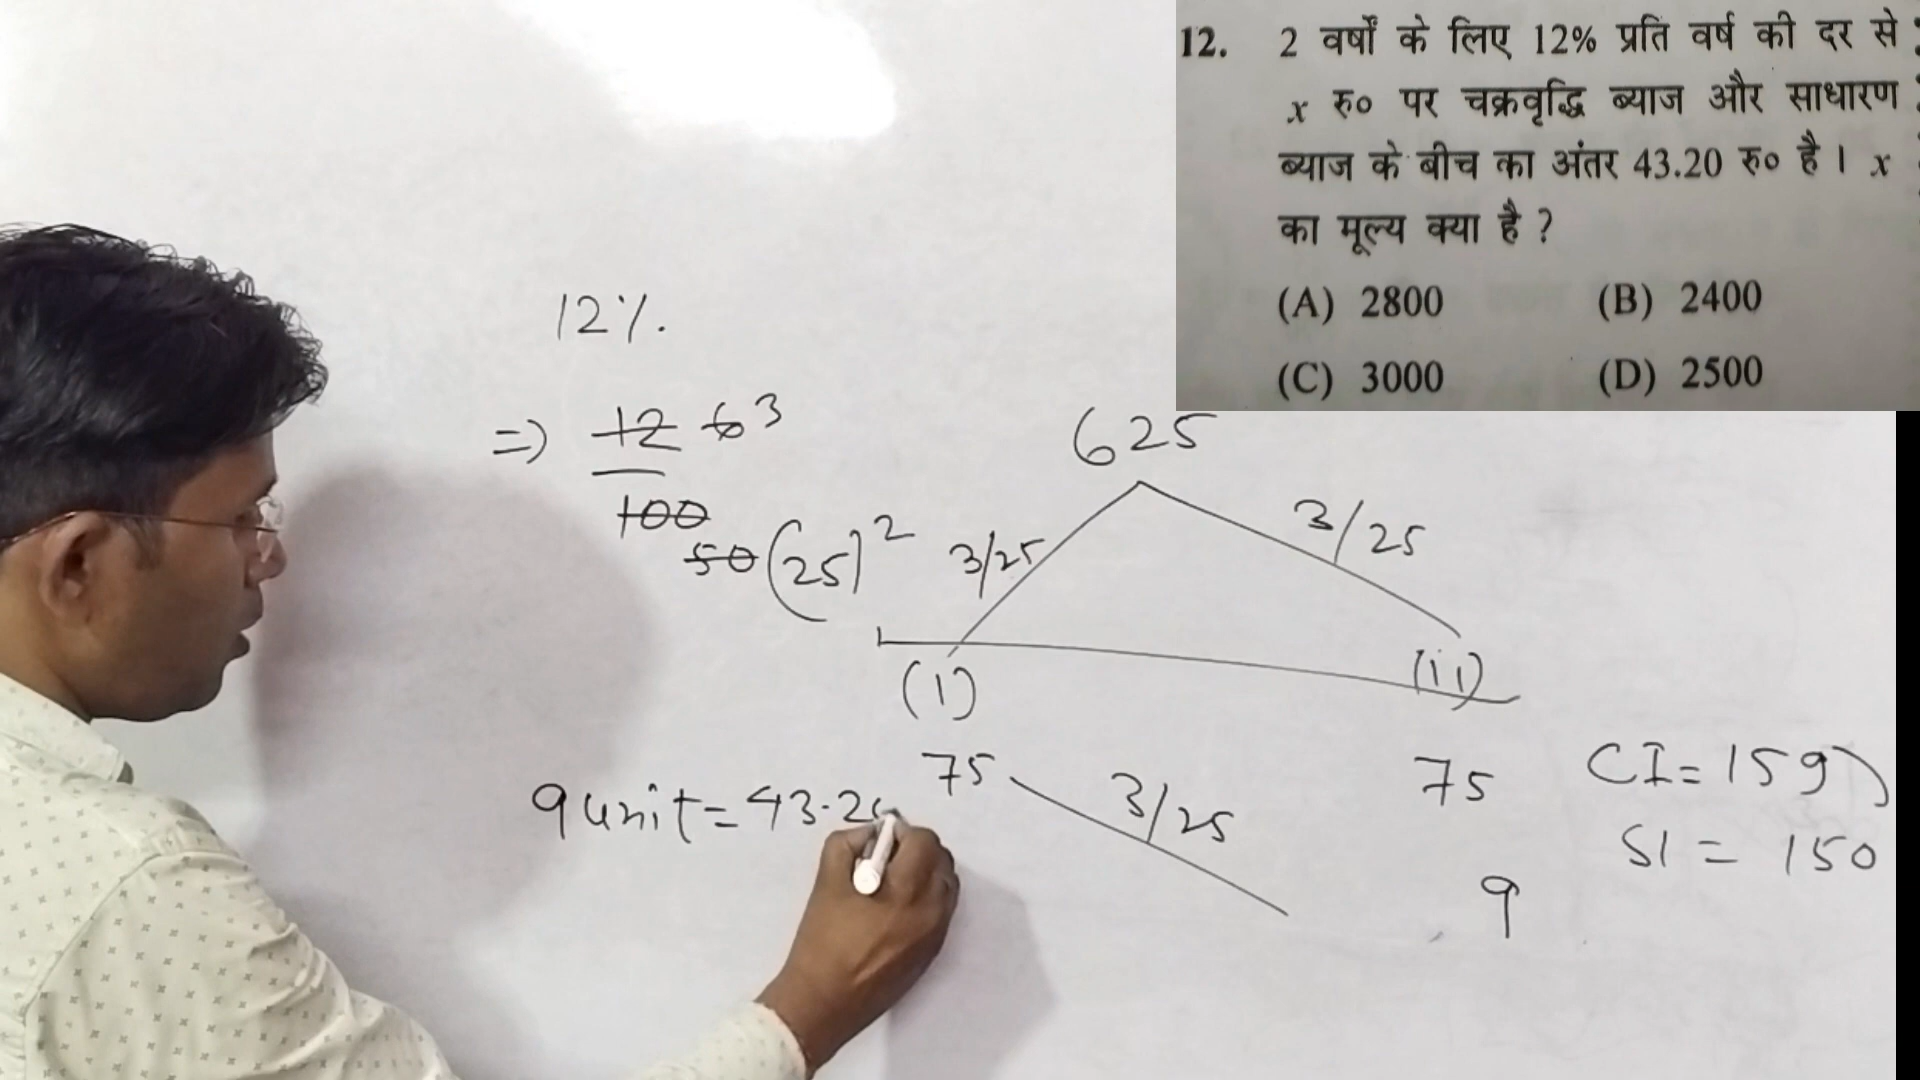 12. 2 वर्षों के लिए 12% प्रति वर्ष की दर से
x रु० पर चक्रवृद्धि ब्याज और साधारण
ब्याज के बीच का अंतर 43.20 रु० है । x
का मूल्य क्या है ?
(A) 2800 (B) 2400
(C) 3000 (D) 2500
12%.
=) 12 6 3
100
50 (25)2
625
3/25 3/25
(i) (ii)
75 75
3/25
9
CI = 159
SI = 150
9 unit = 43.20